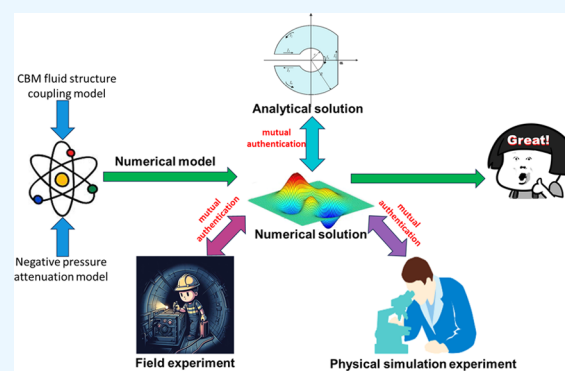 CBM fluid structure
coupling model
Analytical solution
mutual
authentication
Great!
Numerical model
mutual
authentication
Numerical solution
mutual
authentication
Negative pressure
attenuation model
Field experiment
Physical simulation experiment